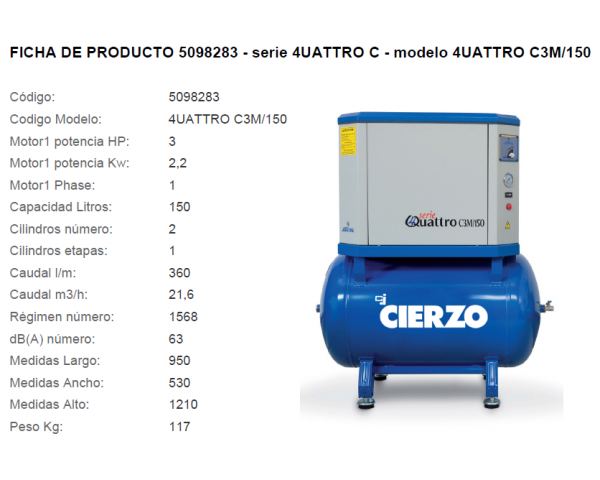 FICHA DE PRODUCTO 5098283 - serie 4UATTRO C - modelo 4UATTRO C3M/150
Código: 5098283
Codigo Modelo: 4UATTRO C3M/150
Motor1 potencia HP: 3
Motor1 potencia Kw: 2,2
Motor1 Phase: 1
Capacidad Litros: 150
Cilindros número: 2
Cilindros etapas: 1
Caudal l/m: 360
Caudal m3/h: 21,6
Régimen número: 1568
dB(A) número: 63
Medidas Largo: 950
Medidas Ancho: 530
Medidas Alto: 1210
Peso Kg: 117
serie
4uattro C3M/150
CIERZO